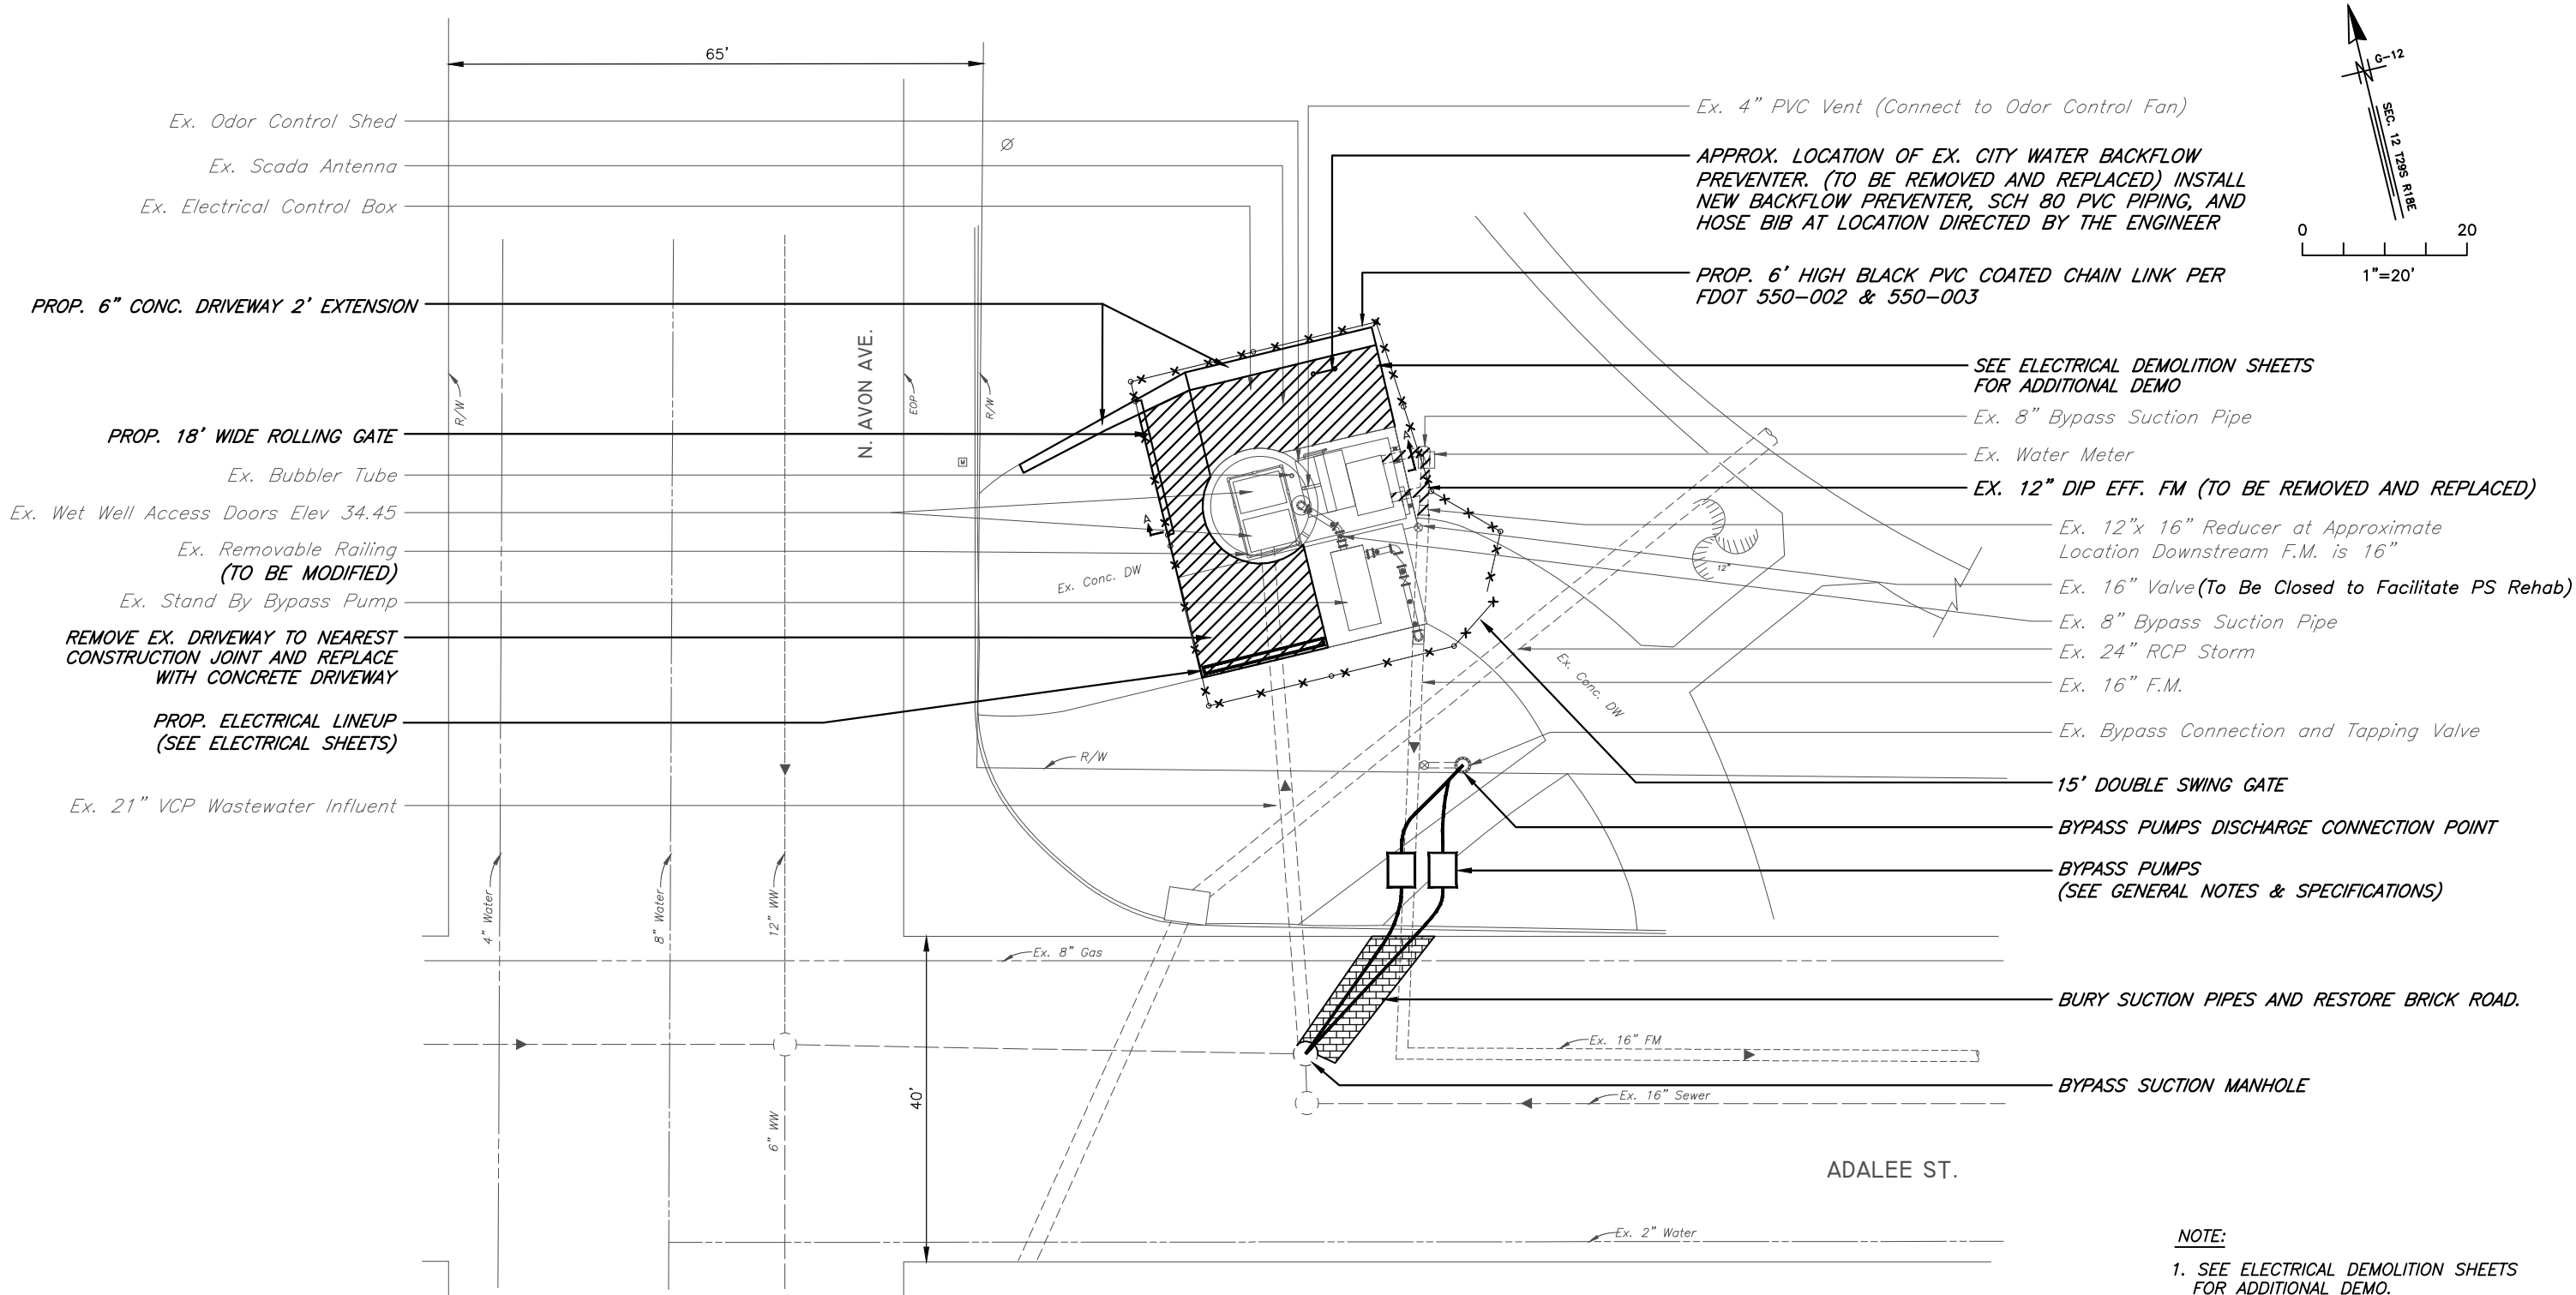 65'
G-12
SEC. 12 T29S R18E
0 20
1"=20'
Ex. Odor Control Shed
Ex. Scada Antenna
Ex. Electrical Control Box
PROP. 6" CONC. DRIVEWAY 2' EXTENSION
PROP. 18' WIDE ROLLING GATE
Ex. Bubbler Tube
Ex. Wet Well Access Doors Elev 34.45
Ex. Removable Railing
(TO BE MODIFIED)
Ex. Stand By Bypass Pump
REMOVE EX. DRIVEWAY TO NEAREST
CONSTRUCTION JOINT AND REPLACE
WITH CONCRETE DRIVEWAY
PROP. ELECTRICAL LINEUP
(SEE ELECTRICAL SHEETS)
Ex. 21" VCP Wastewater Influent
R/W
N. AVON AVE.
EOP
R/W
M
A
A
12"
Ex. Conc. DW
Ex. Conc. DW
R/W
4" Water
8" Water
12" WW
6" WW
40'
Ex. 8" Gas
Ex. 16" FM
Ex. 16" Sewer
Ex. 2" Water
ADALEE ST.
Ex. 4" PVC Vent (Connect to Odor Control Fan)
APPROX. LOCATION OF EX. CITY WATER BACKFLOW
PREVENTER. (TO BE REMOVED AND REPLACED) INSTALL
NEW BACKFLOW PREVENTER, SCH 80 PVC PIPING, AND
HOSE BIB AT LOCATION DIRECTED BY THE ENGINEER
PROP. 6' HIGH BLACK PVC COATED CHAIN LINK PER
FDOT 550-002 & 550-003
SEE ELECTRICAL DEMOLITION SHEETS
FOR ADDITIONAL DEMO
Ex. 8" Bypass Suction Pipe
Ex. Water Meter
EX. 12" DIP EFF. FM (TO BE REMOVED AND REPLACED)
Ex. 12"x 16" Reducer at Approximate
Location Downstream F.M. is 16"
Ex. 16" Valve (To Be Closed to Facilitate PS Rehab)
Ex. 8" Bypass Suction Pipe
Ex. 24" RCP Storm
Ex. 16" F.M.
Ex. Bypass Connection and Tapping Valve
15' DOUBLE SWING GATE
BYPASS PUMPS DISCHARGE CONNECTION POINT
BYPASS PUMPS
(SEE GENERAL NOTES & SPECIFICATIONS)
BURY SUCTION PIPES AND RESTORE BRICK ROAD.
BYPASS SUCTION MANHOLE
NOTE:
1. SEE ELECTRICAL DEMOLITION SHEETS
FOR ADDITIONAL DEMO.